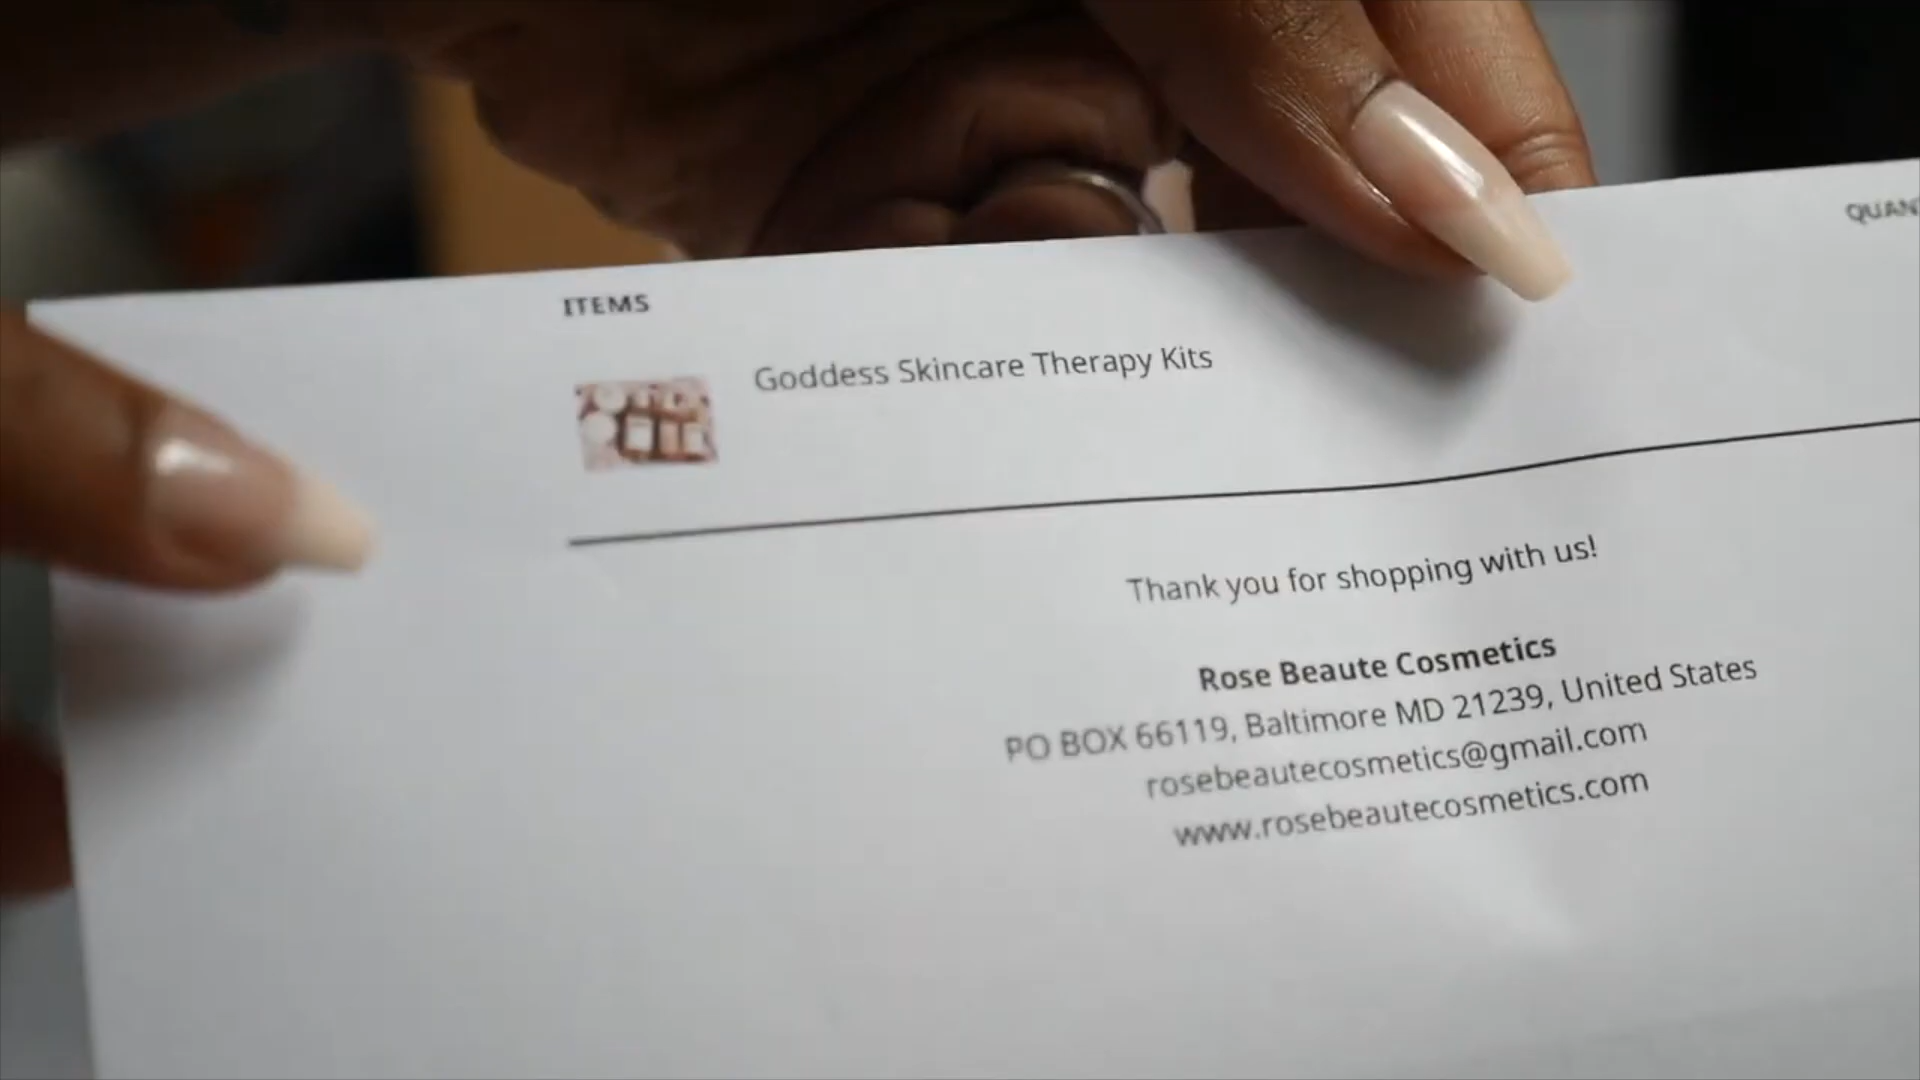 ITEMS
Goddess Skincare Therapy Kits
Thank you for shopping with us!
Rose Beaute Cosmetics
PO BOX 66119, Baltimore MD 21239, United States
rosebeautecosmetics@gmail.com
www.rosebeautecosmetics.com